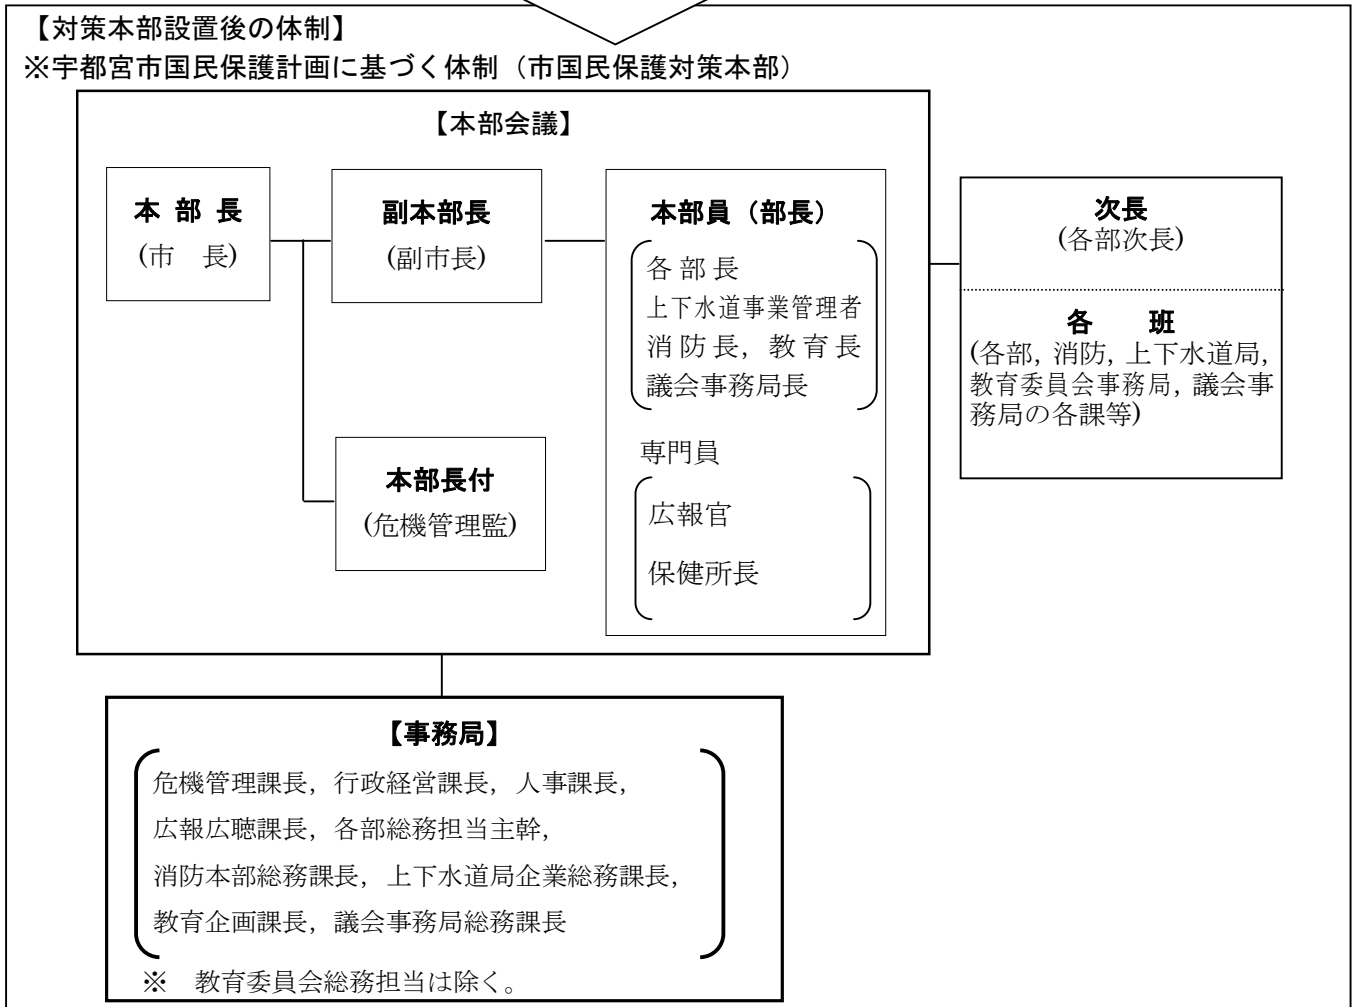 【対策本部設置後の体制】
※宇都宮市国民保護計画に基づく体制（市国民保護対策本部）
【本部会議】
本 部 長
(市　長)
副本部長
(副市長)
本部長付
(危機管理監)
本部員（部長）
各 部 長
上下水道事業管理者
消 防 長，教 育 長
議会事務局長
専門員
広報官
保健所長
次長
(各部次長)
各　　班
(各部，消防，上下水道局，
教育委員会事務局，議会事
務局の各課等)
【事務局】
危機管理課長，行政経営課長，人事課長，
広報広聴課長，各部総務担当主幹，
消防本部総務課長，上下水道局企業総務課長，
教育企画課長，議会事務局総務課長
※　教育委員会総務担当は除く。